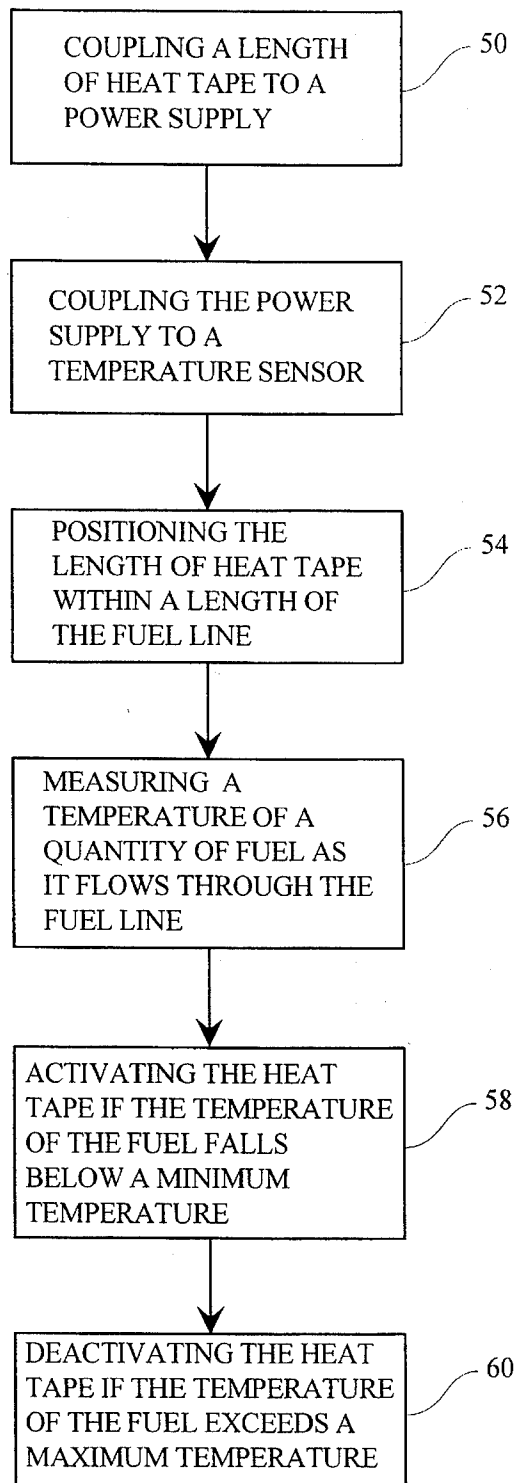 COUPLING A LENGTH
OF HEAT TAPE TO A
POWER SUPPLY
50
COUPLING THE POWER
SUPPLY TO A
TEMPERATURE SENSOR
52
POSITIONING THE
LENGTH OF HEAT TAPE
WITHIN A LENGTH OF
THE FUEL LINE
54
MEASURING A
TEMPERATURE OF A
QUANTITY OF FUEL AS
IT FLOWS THROUGH THE
FUEL LINE
56
ACTIVATING THE HEAT
TAPE IF THE TEMPERATURE
OF THE FUEL FALLS
BELOW A MINIMUM
TEMPERATURE
58
DEACTIVATING THE HEAT
TAPE IF THE TEMPERATURE
OF THE FUEL EXCEEDS A
MAXIMUM TEMPERATURE
60